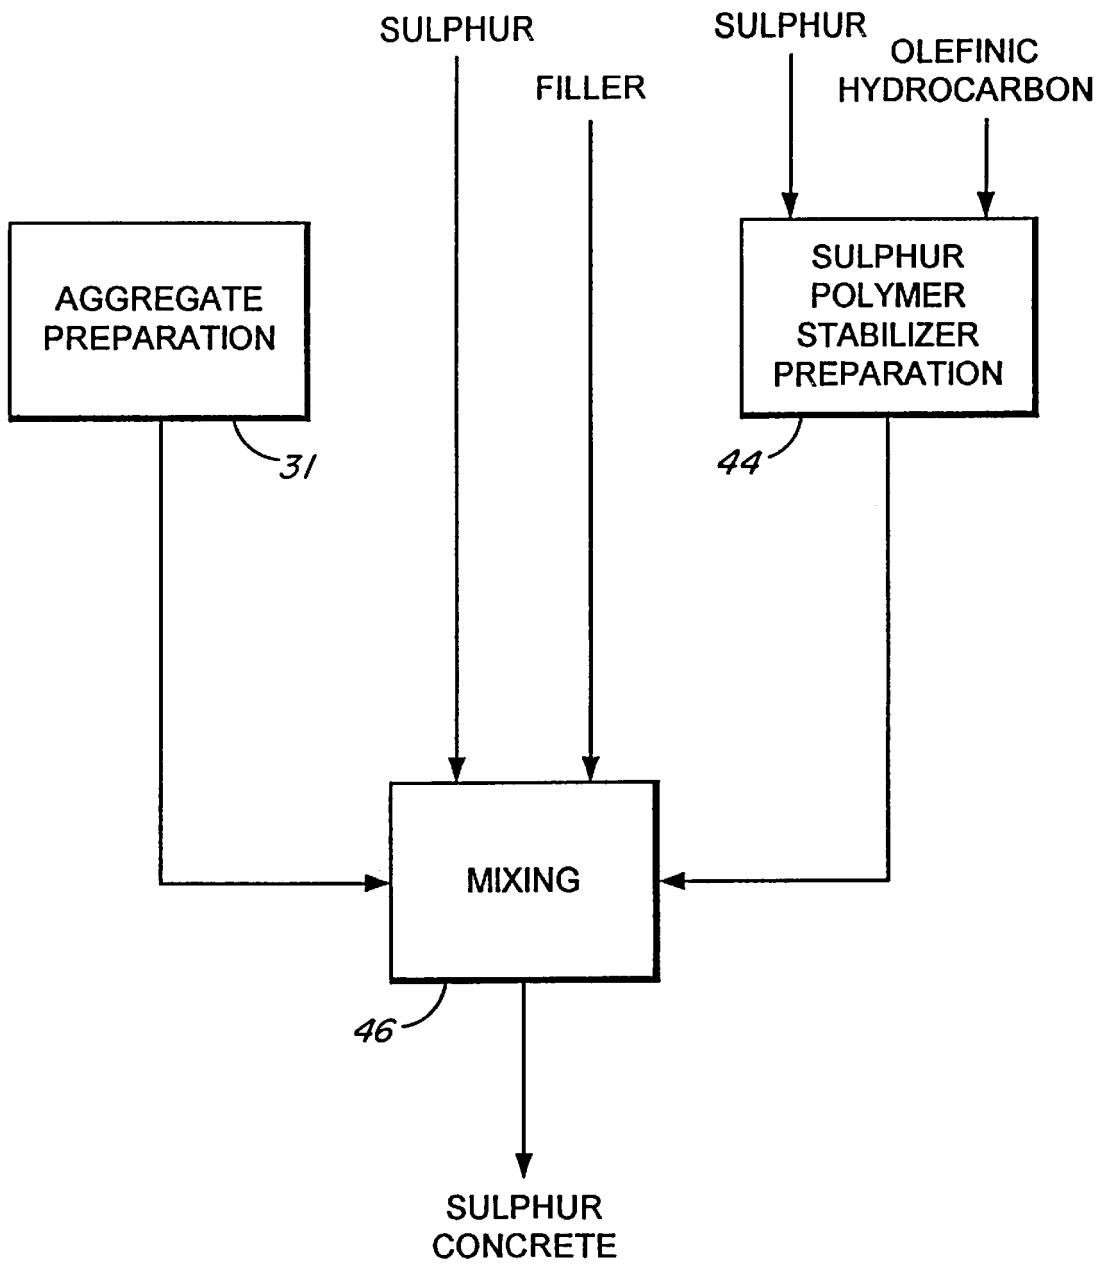 SULPHUR
SULPHUR
FILLER
OLEFINIC
HYDROCARBON
AGGREGATE
PREPARATION
SULPHUR
POLYMER
STABILIZER
PREPARATION
31
44
MIXING
46
SULPHUR
CONCRETE